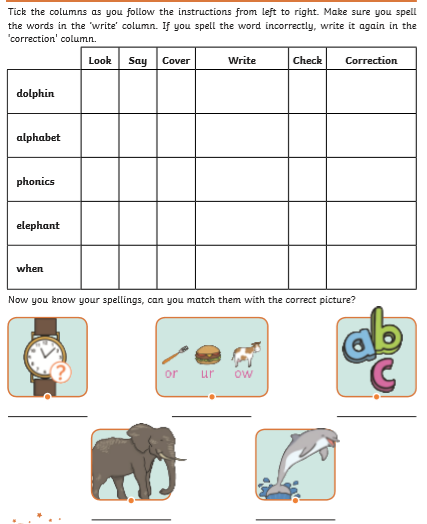 Tick the columns as you follow the instructions from left to right. Make sure you spell
the words in the 'write' column. If you spell the word incorrectly, write it again in the
'correction' column.
Look Say Cover Write Check Correction
dolphin
alphabet
phonics
elephant
when
Now you know your spellings, can you match them with the correct picture?
?
or ur ow
abc